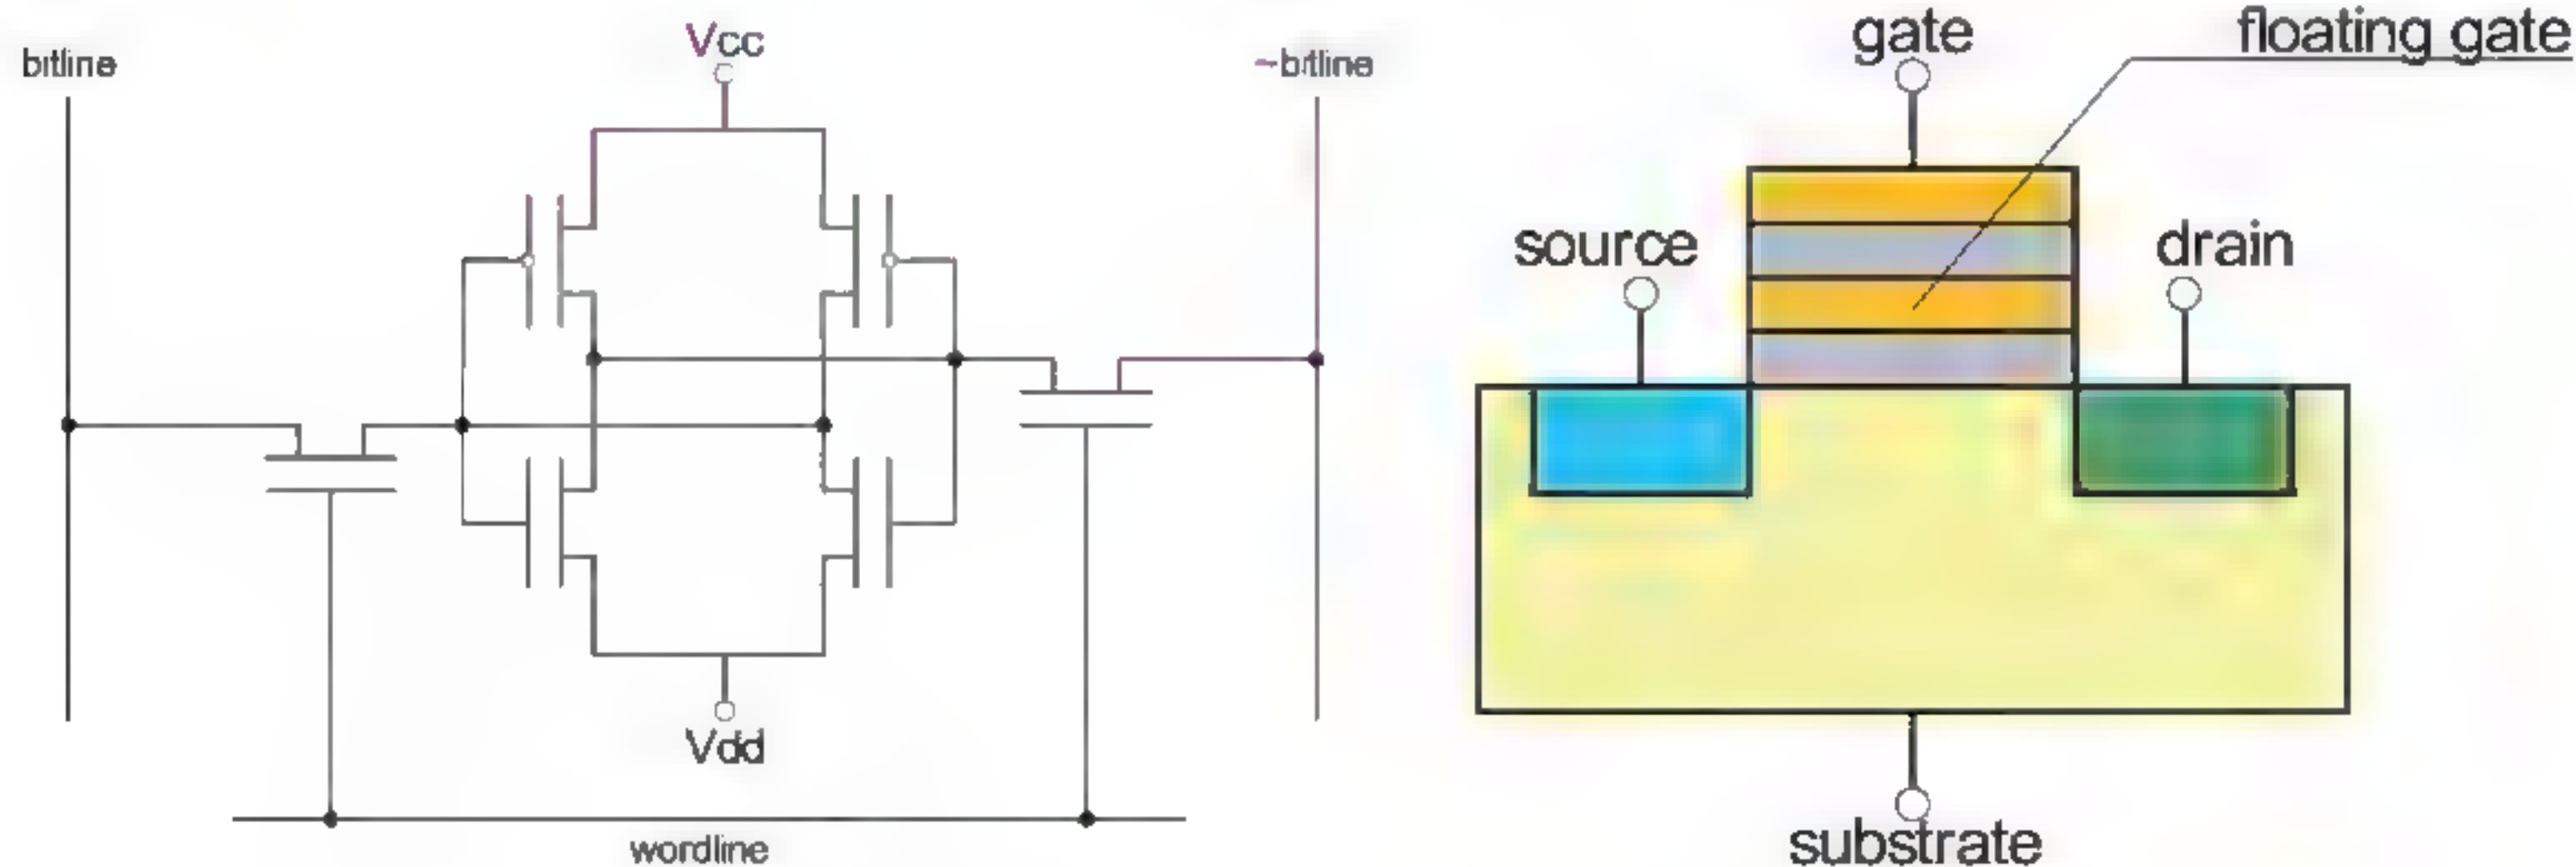 bitline
Vcc
~bitline
Vdd
wordline
gate
floating gate
source
drain
substrate